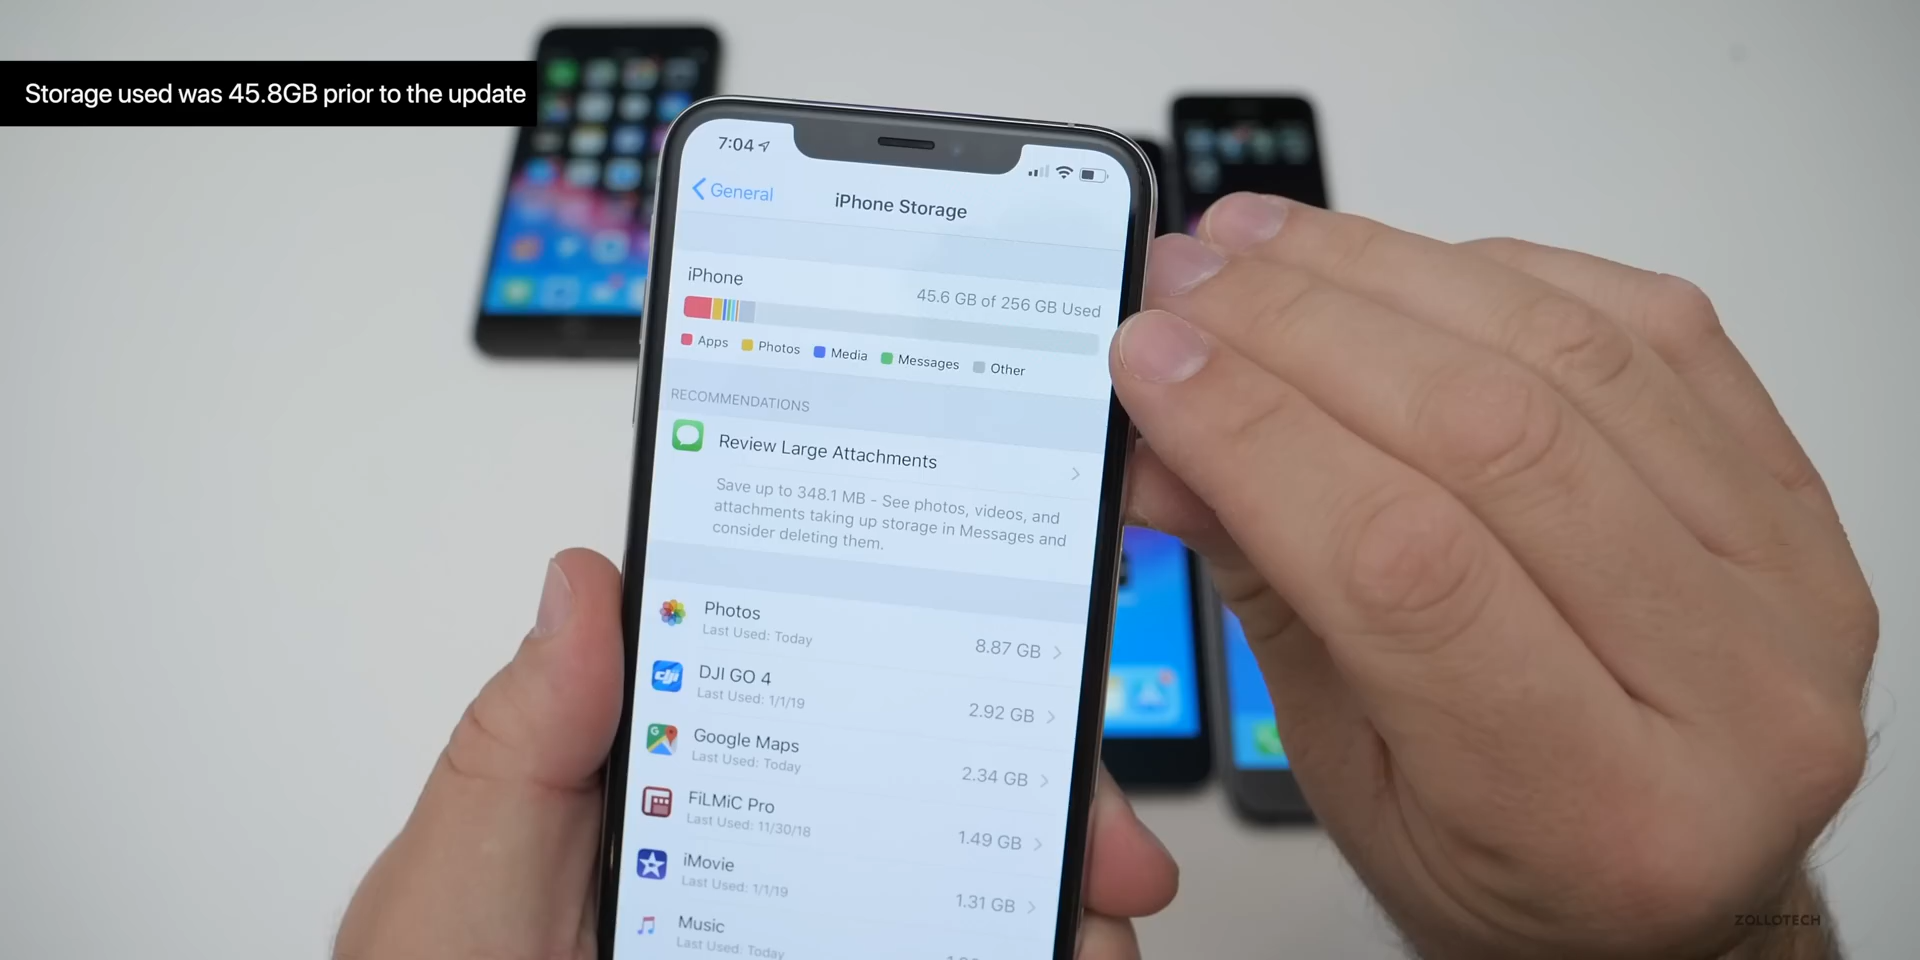 Storage used was 45.8GB prior to the update
7:04
General
iPhone Storage
iPhone
45.6 GB of 256 GB Used
Apps Photos Media Messages Other
RECOMMENDATIONS
Review Large Attachments
Save up to 348.1 MB - See photos, videos, and
attachments taking up storage in Messages and
consider deleting them.
Photos
Last Used: Today
8.87 GB
dji
DJI GO 4
Last Used: 1/1/19
2.92 GB
G
Google Maps
Last Used: Today
2.34 GB
FiLMiC Pro
Last Used: 11/30/18
1.49 GB
iMovie
Last Used: 1/1/19
1.31 GB
Music
Last Used: Today
ZOLLOTECH